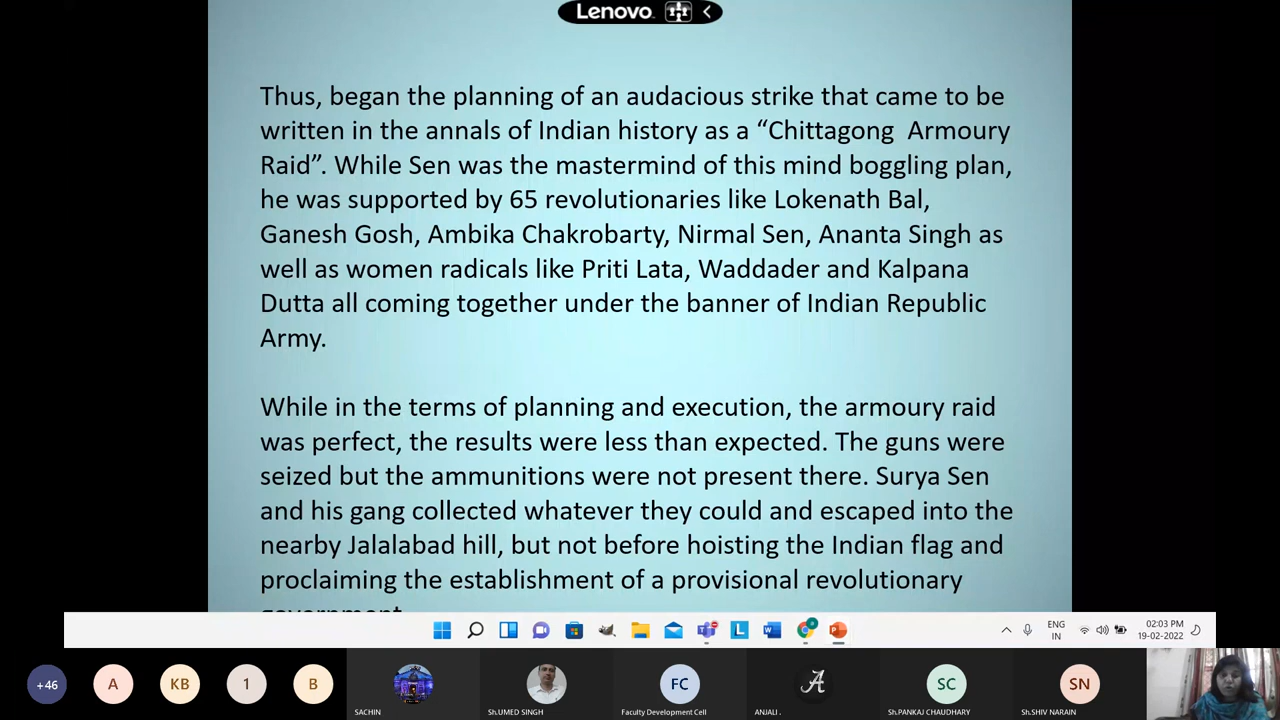 Lenovo
Thus, began the planning of an audacious strike that came to be
written in the annals of Indian history as a “Chittagong Armoury
Raid”. While Sen was the mastermind of this mind boggling plan,
he was supported by 65 revolutionaries like Lokenath Bal,
Ganesh Gosh, Ambika Chakrobarty, Nirmal Sen, Ananta Singh as
well as women radicals like Priti Lata, Waddader and Kalpana
Dutta all coming together under the banner of Indian Republic
Army.
While in the terms of planning and execution, the armoury raid
was perfect, the results were less than expected. The guns were
seized but the ammunitions were not present there. Surya Sen
and his gang collected whatever they could and escaped into the
nearby Jalalabad hill, but not before hoisting the Indian flag and
proclaiming the establishment of a provisional revolutionary
government.
ENG 02:03 PM
IN 19-02-2022
+46 A KB 1 B FC A SC SN
SACHIN Sh.UMED SINGH Faculty Development Cell ANJALI . Sh.PANKAJ CHAUDHARY Sh.SHIV NARAIN